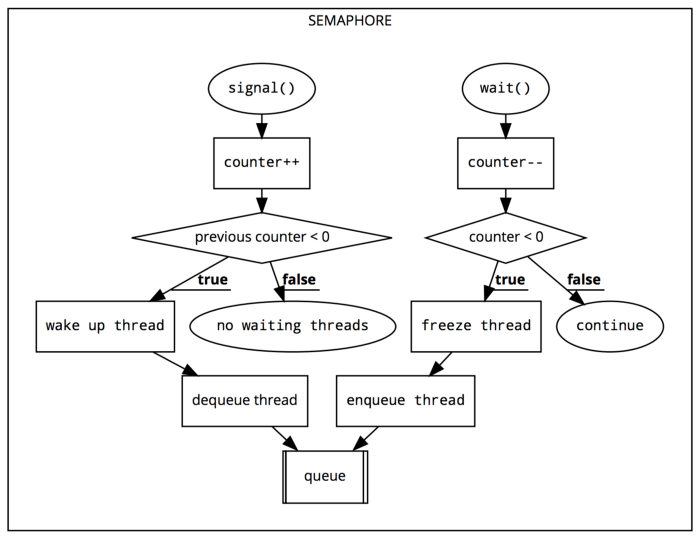 SEMAPHORE
signal()
wait()
counter++
counter--
previous counter < 0
counter < 0
true
false
true
false
wake up thread
no waiting threads
freeze thread
continue
dequeue thread
enqueue thread
queue